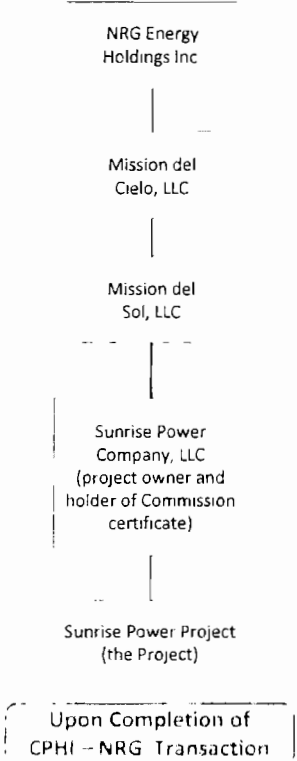 NRG Energy
Holdings Inc
Mission del
Cielo, LLC
Mission del
Sol, LLC
Sunrise Power
Company, LLC
(project owner and
holder of Commission
certificate)
Sunrise Power Project
(the Project)
Upon Completion of
CPHI – NRG Transaction